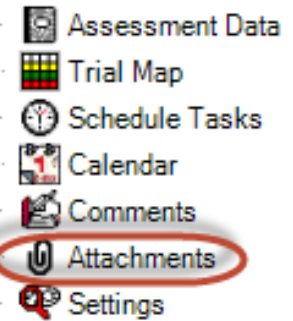 Assessment Data
Trial Map
Schedule Tasks
Calendar
Comments
Attachments
Settings